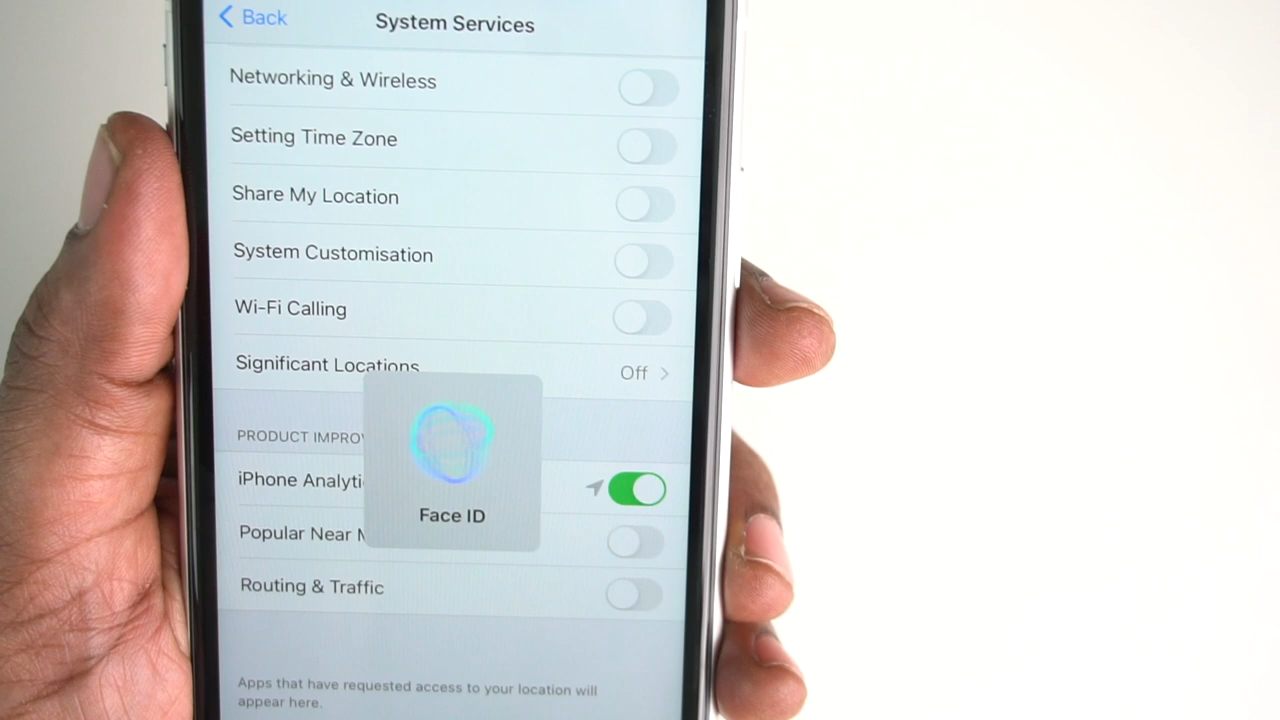 Back
System Services
Networking & Wireless
Setting Time Zone
Share My Location
System Customisation
Wi-Fi Calling
Significant Locations
Off
PRODUCT
iPhone
Face ID
Popular Near
Routing & Traffic
Apps that have requested access to your location will
appear here.